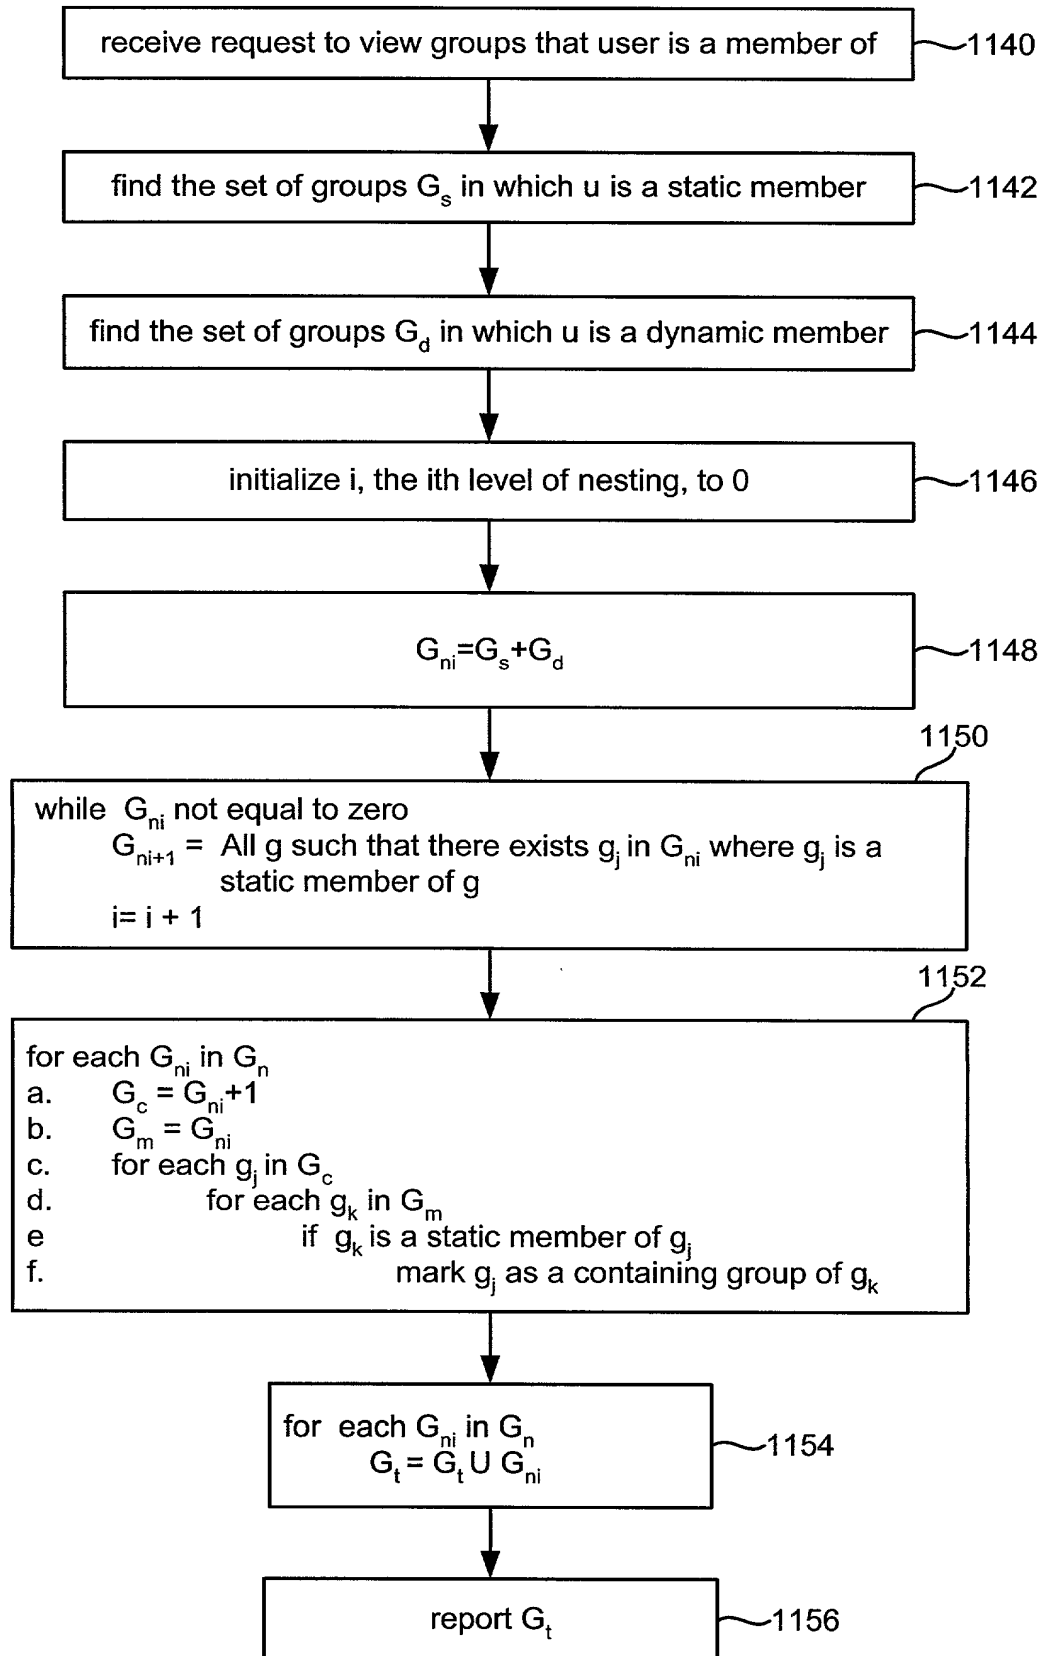 receive request to view groups that user is a member of
1140
find the set of groups Gs in which u is a static member
1142
find the set of groups Gd in which u is a dynamic member
1144
initialize i, the ith level of nesting, to 0
1146
Gni=Gs+Gd
1148
1150
while Gni not equal to zero
Gni+1 = All g such that there exists gj in Gni where gj is a
static member of g
i= i + 1
1152
for each Gni in Gn
a. Gc = Gni+1
b. Gm = Gni
c. for each gj in Gc
d. for each gk in Gm
e if gk is a static member of gj
f. mark gj as a containing group of gk
for each Gni in Gn
Gt = Gt U Gni
1154
report Gt
1156